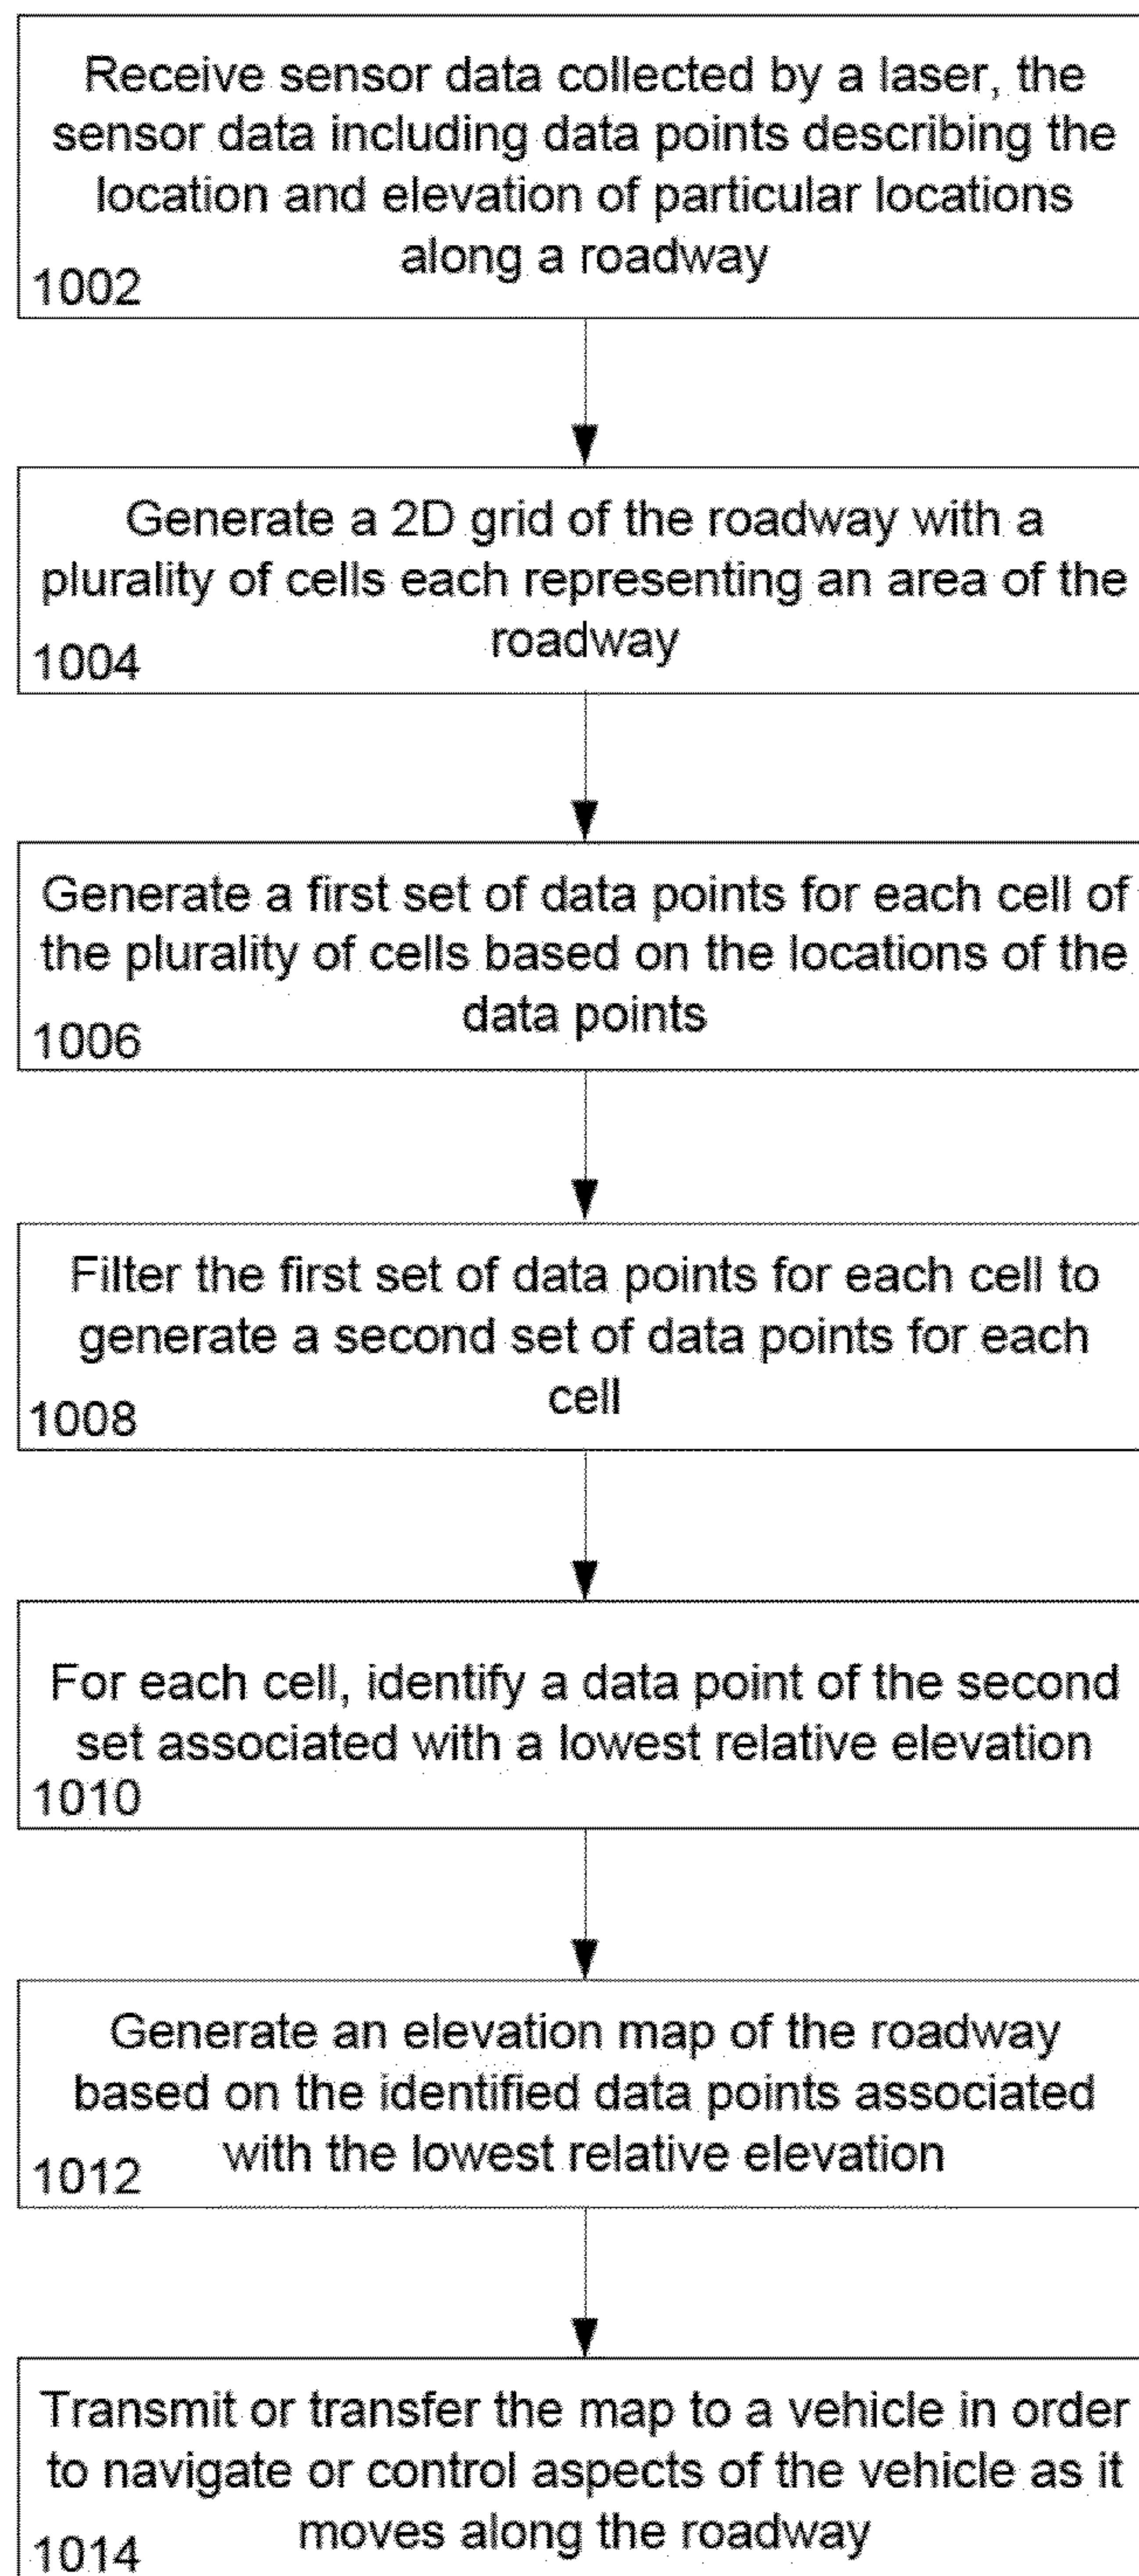 Receive sensor data collected by a laser, the
sensor data including data points describing the
location and elevation of particular locations
along a roadway
1002
Generate a 2D grid of the roadway with a
plurality of cells each representing an area of the
roadway
1004
Generate a first set of data points for each cell of
the plurality of cells based on the locations of the
data points
1006
Filter the first set of data points for each cell to
generate a second set of data points for each
cell
1008
For each cell, identify a data point of the second
set associated with a lowest relative elevation
1010
Generate an elevation map of the roadway
based on the identified data points associated
with the lowest relative elevation
1012
Transmit or transfer the map to a vehicle in order
to navigate or control aspects of the vehicle as it
moves along the roadway
1014